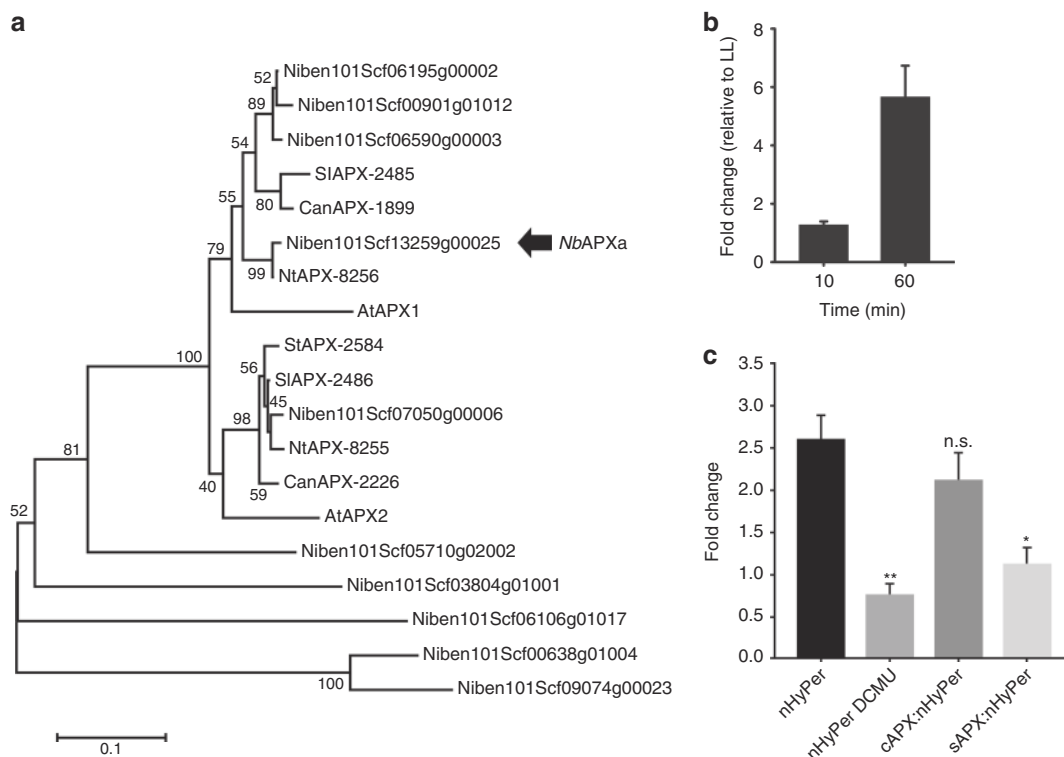 a
52
Niben101Scf06195g00002
89
Niben101Scf00901g01012
54
Niben101Scf06590g00003
SlAPX-2485
55
80
CanAPX-1899
79
Niben101Scf13259g00025
NbAPXa
99
NtAPX-8256
AtAPX1
100
StAPX-2584
56
SlAPX-2486
45
98
Niben101Scf07050g00006
NtAPX-8255
81
40
59
CanAPX-2226
AtAPX2
52
Niben101Scf05710g02002
Niben101Scf03804g01001
Niben101Scf06106g01017
Niben101Scf00638g01004
100
Niben101Scf09074g00023
0.1
b
Fold change (relative to LL)
8
6
4
2
0
10
60
Time (min)
c
Fold change
3.5
3.0
2.5
2.0
1.5
1.0
0.5
0.0
**
n.s.
*
nHyPer
nHyPer DCMU
cAPX:nHyPer
sAPX:nHyPer